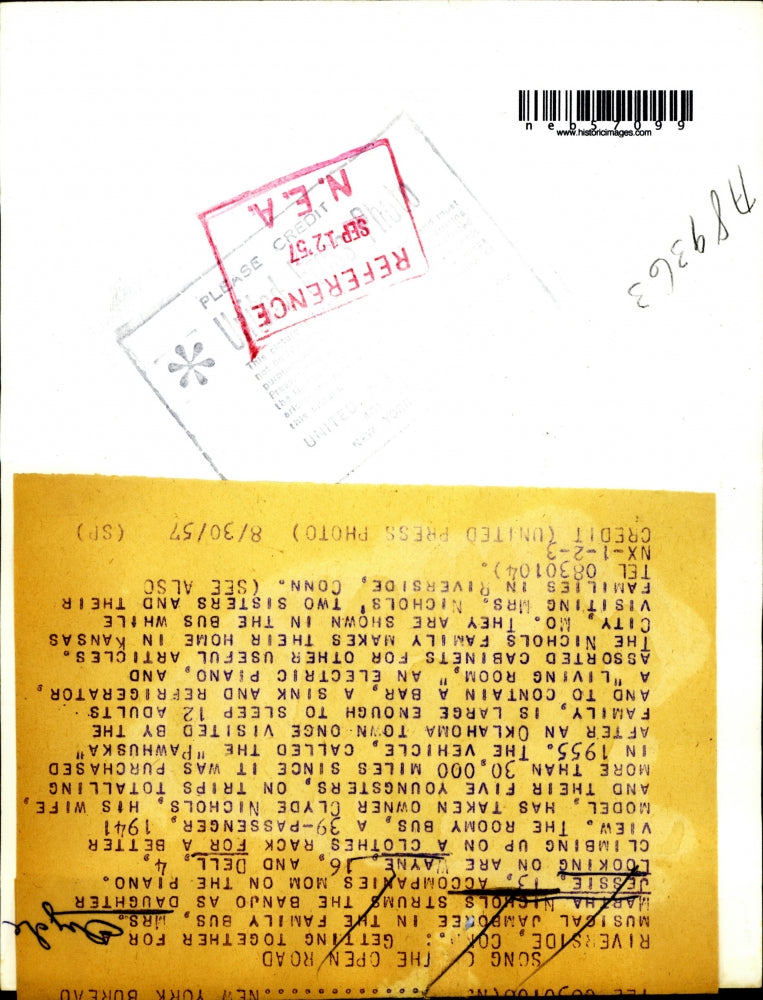 neb57099
www.historicimages.com
A89363
PLEASE CREDIT
United Press Photo
UNITED
NEW YORK
N.E.A.
SEP 12 '57
REFERENCE
NEW YORK BUREAU
SONG THE OPEN ROAD
RIVERSIDE, CONN.: GETTING TOGETHER FOR A
MUSICAL JAMBOREE IN THE FAMILY BUS, MRS.
Clyde
MARTHA NICHOLS STRUMS THE BANJO AS DAUGHTER
JESSIE, 13, ACCOMPANIES MOM ON THE PIANO.
LOOKING ON ARE WAYNE, 16, AND DELL, 4,
CLIMBING UP ON A CLOTHES RACK FOR A BETTER
VIEW. THE ROOMY BUS, A 39-PASSENGER, 1941
MODEL, HAS TAKEN OWNER CLYDE NICHOLS, HIS WIFE,
AND THEIR FIVE YOUNGSTERS, ON TRIPS TOTALLING
MORE THAN 30,000 MILES SINCE IT WAS PURCHASED
IN 1955. THE VEHICLE, CALLED THE "PAWHUSKA"
AFTER AN OKLAHOMA TOWN ONCE VISITED BY THE
FAMILY, IS LARGE ENOUGH TO SLEEP 12 ADULTS
AND TO CONTAIN A BAR, A SINK AND REFRIGERATOR,
A "LIVING ROOM," AN ELECTRIC PIANO, AND
ASSORTED CABINETS FOR OTHER USEFUL ARTICLES.
THE NICHOLS FAMILY MAKES THEIR HOME IN KANSAS
CITY, MO. THEY ARE SHOWN IN THE BUS WHILE
VISITING MRS. NICHOLS' TWO SISTERS AND THEIR
FAMILIES IN RIVERSIDE, CONN. (SEE ALSO
TEL 0830104).
NX-1-2-3
CREDIT (UNITED PRESS PHOTO) 8/30/57 (SP)